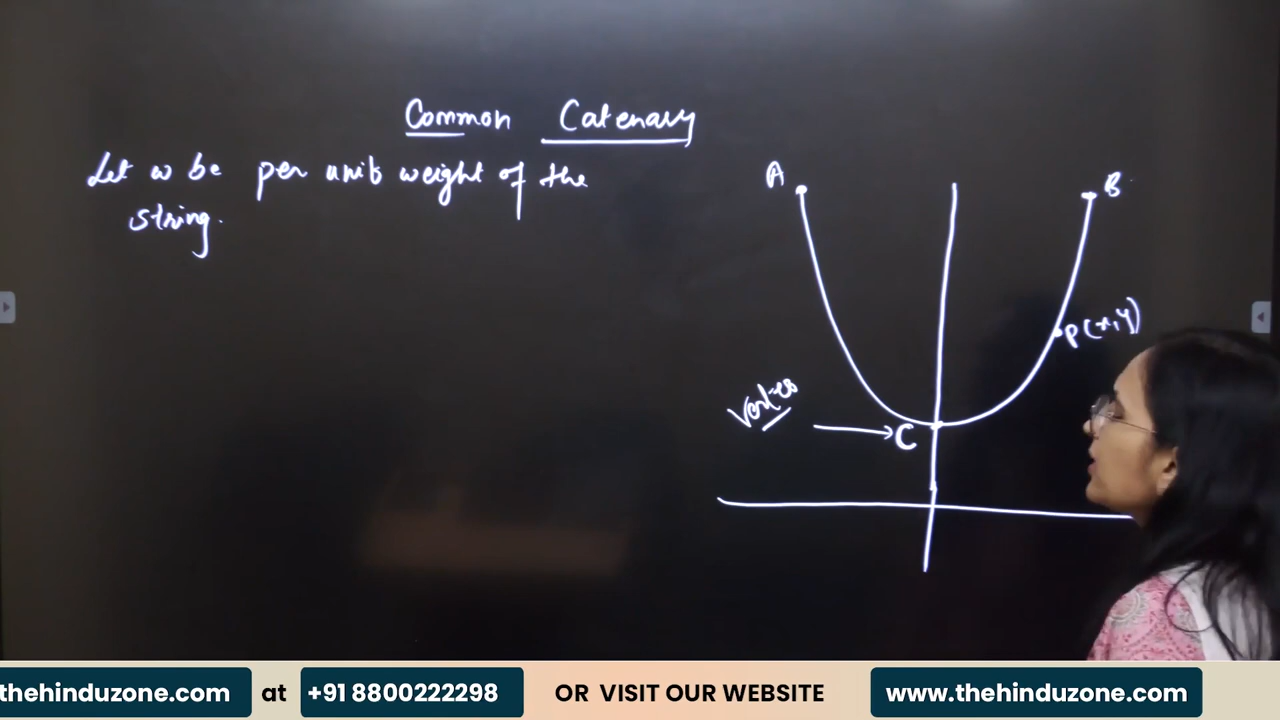 Common Catenary
Let w be per unit weight of the
string.
A
B
P(x,y)
Vertex
C
thehinduzone.com at +91 8800222298 OR VISIT OUR WEBSITE www.thehinduzone.com